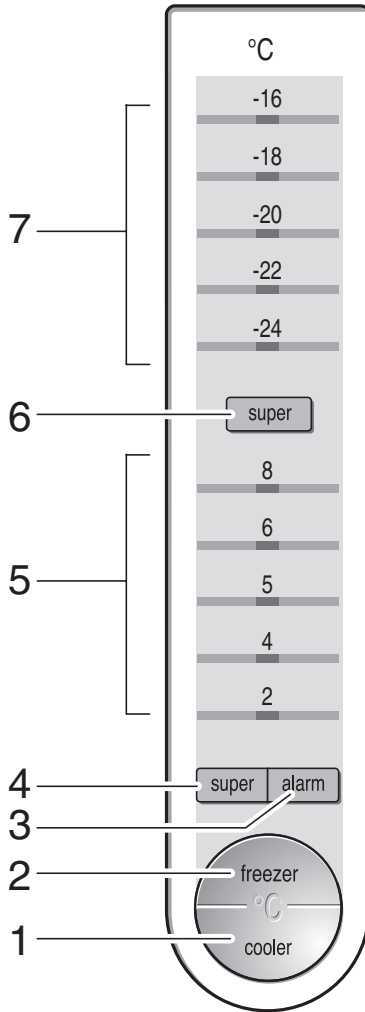 °C
-16
-18
-20
7
-22
-24
6 super
8
6
5 5
4
2
4 super alarm
3
2 freezer
°C
1 cooler